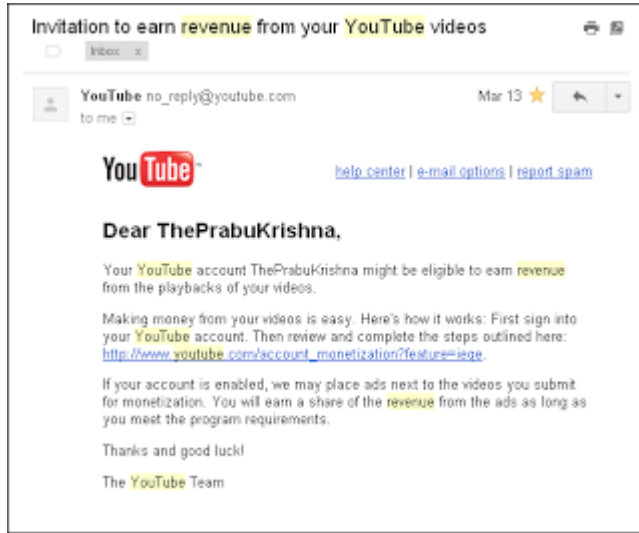 Invitation to earn revenue from your YouTube videos
Inbox x
YouTube no_reply@youtube.com Mar 13
to me
YouTube
help center | e-mail options | report spam
Dear ThePrabuKrishna,
Your YouTube account ThePrabuKrishna might be eligible to earn revenue
from the playbacks of your videos.
Making money from your videos is easy. Here's how it works: First sign into
your YouTube account. Then review and complete the steps outlined here:
http://www.youtube.com/account_monetization?feature=iege.
If your account is enabled, we may place ads next to the videos you submit
for monetization. You will earn a share of the revenue from the ads as long as
you meet the program requirements.
Thanks and good luck!
The YouTube Team